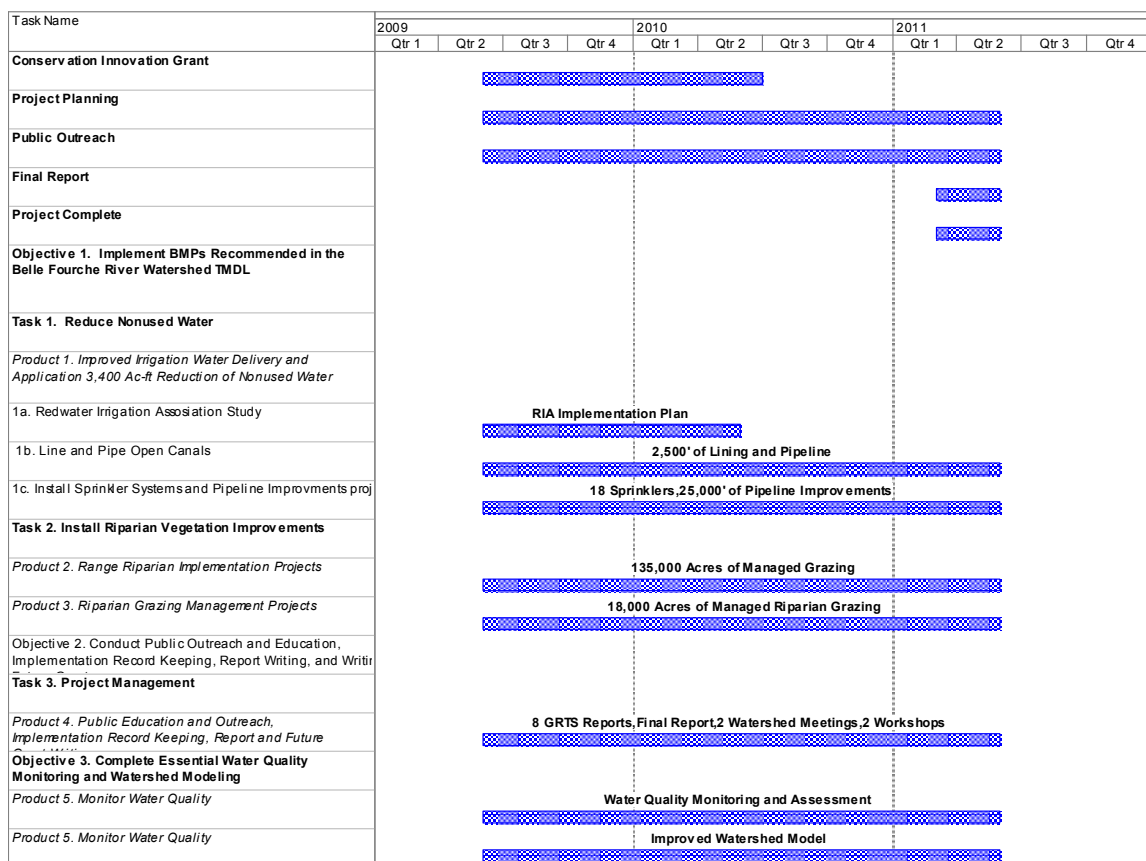 Task Name
2009 2010 2011
Qtr 1 Qtr 2 Qtr 3 Qtr 4 Qtr 1 Qtr 2 Qtr 3 Qtr 4 Qtr 1 Qtr 2 Qtr 3 Qtr 4
Conservation Innovation Grant
Project Planning
Public Outreach
Final Report
Project Complete
Objective 1. Implement BMPs Recommended in the
Belle Fourche River Watershed TMDL
Task 1. Reduce Nonused Water
Product 1. Improved Irrigation Water Delivery and
Application 3,400 Ac-ft Reduction of Nonused Water
1a. Redwater Irrigation Assosiation Study
RIA Implementation Plan
1b. Line and Pipe Open Canals
2,500' of Lining and Pipeline
1c. Install Sprinkler Systems and Pipeline Improvments proj
18 Sprinklers,25,000' of Pipeline Improvements
Task 2. Install Riparian Vegetation Improvements
Product 2. Range Riparian Implementation Projects
135,000 Acres of Managed Grazing
Product 3. Riparian Grazing Management Projects
18,000 Acres of Managed Riparian Grazing
Objective 2. Conduct Public Outreach and Education,
Implementation Record Keeping, Report Writing, and Writin
Task 3. Project Management
Product 4. Public Education and Outreach,
Implementation Record Keeping, Report and Future
8 GRTS Reports,Final Report,2 Watershed Meetings,2 Workshops
Objective 3. Complete Essential Water Quality
Monitoring and Watershed Modeling
Product 5. Monitor Water Quality
Water Quality Monitoring and Assessment
Product 5. Monitor Water Quality
Improved Watershed Model